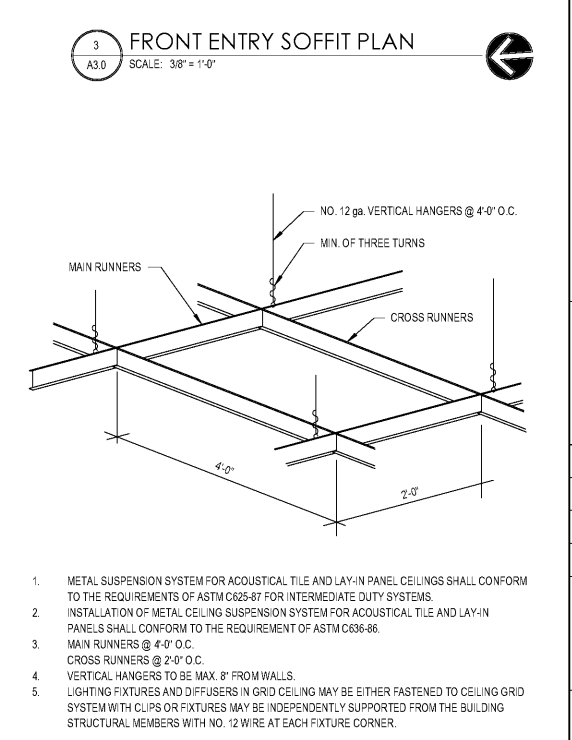 3
A3.0
FRONT ENTRY SOFFIT PLAN
SCALE: 3/8" = 1'-0"
NO. 12 ga. VERTICAL HANGERS @ 4'-0" O.C.
MIN. OF THREE TURNS
MAIN RUNNERS
CROSS RUNNERS
4'-0"
2'-0"
1. METAL SUSPENSION SYSTEM FOR ACOUSTICAL TILE AND LAY-IN PANEL CEILINGS SHALL CONFORM
TO THE REQUIREMENTS OF ASTM C625-87 FOR INTERMEDIATE DUTY SYSTEMS.
2. INSTALLATION OF METAL CEILING SUSPENSION SYSTEM FOR ACOUSTICAL TILE AND LAY-IN
PANELS SHALL CONFORM TO THE REQUIREMENT OF ASTM C636-86.
3. MAIN RUNNERS @ 4'-0" O.C.
CROSS RUNNERS @ 2'-0" O.C.
4. VERTICAL HANGERS TO BE MAX. 8" FROM WALLS.
5. LIGHTING FIXTURES AND DIFFUSERS IN GRID CEILING MAY BE EITHER FASTENED TO CEILING GRID
SYSTEM WITH CLIPS OR FIXTURES MAY BE INDEPENDENTLY SUPPORTED FROM THE BUILDING
STRUCTURAL MEMBERS WITH NO. 12 WIRE AT EACH FIXTURE CORNER.